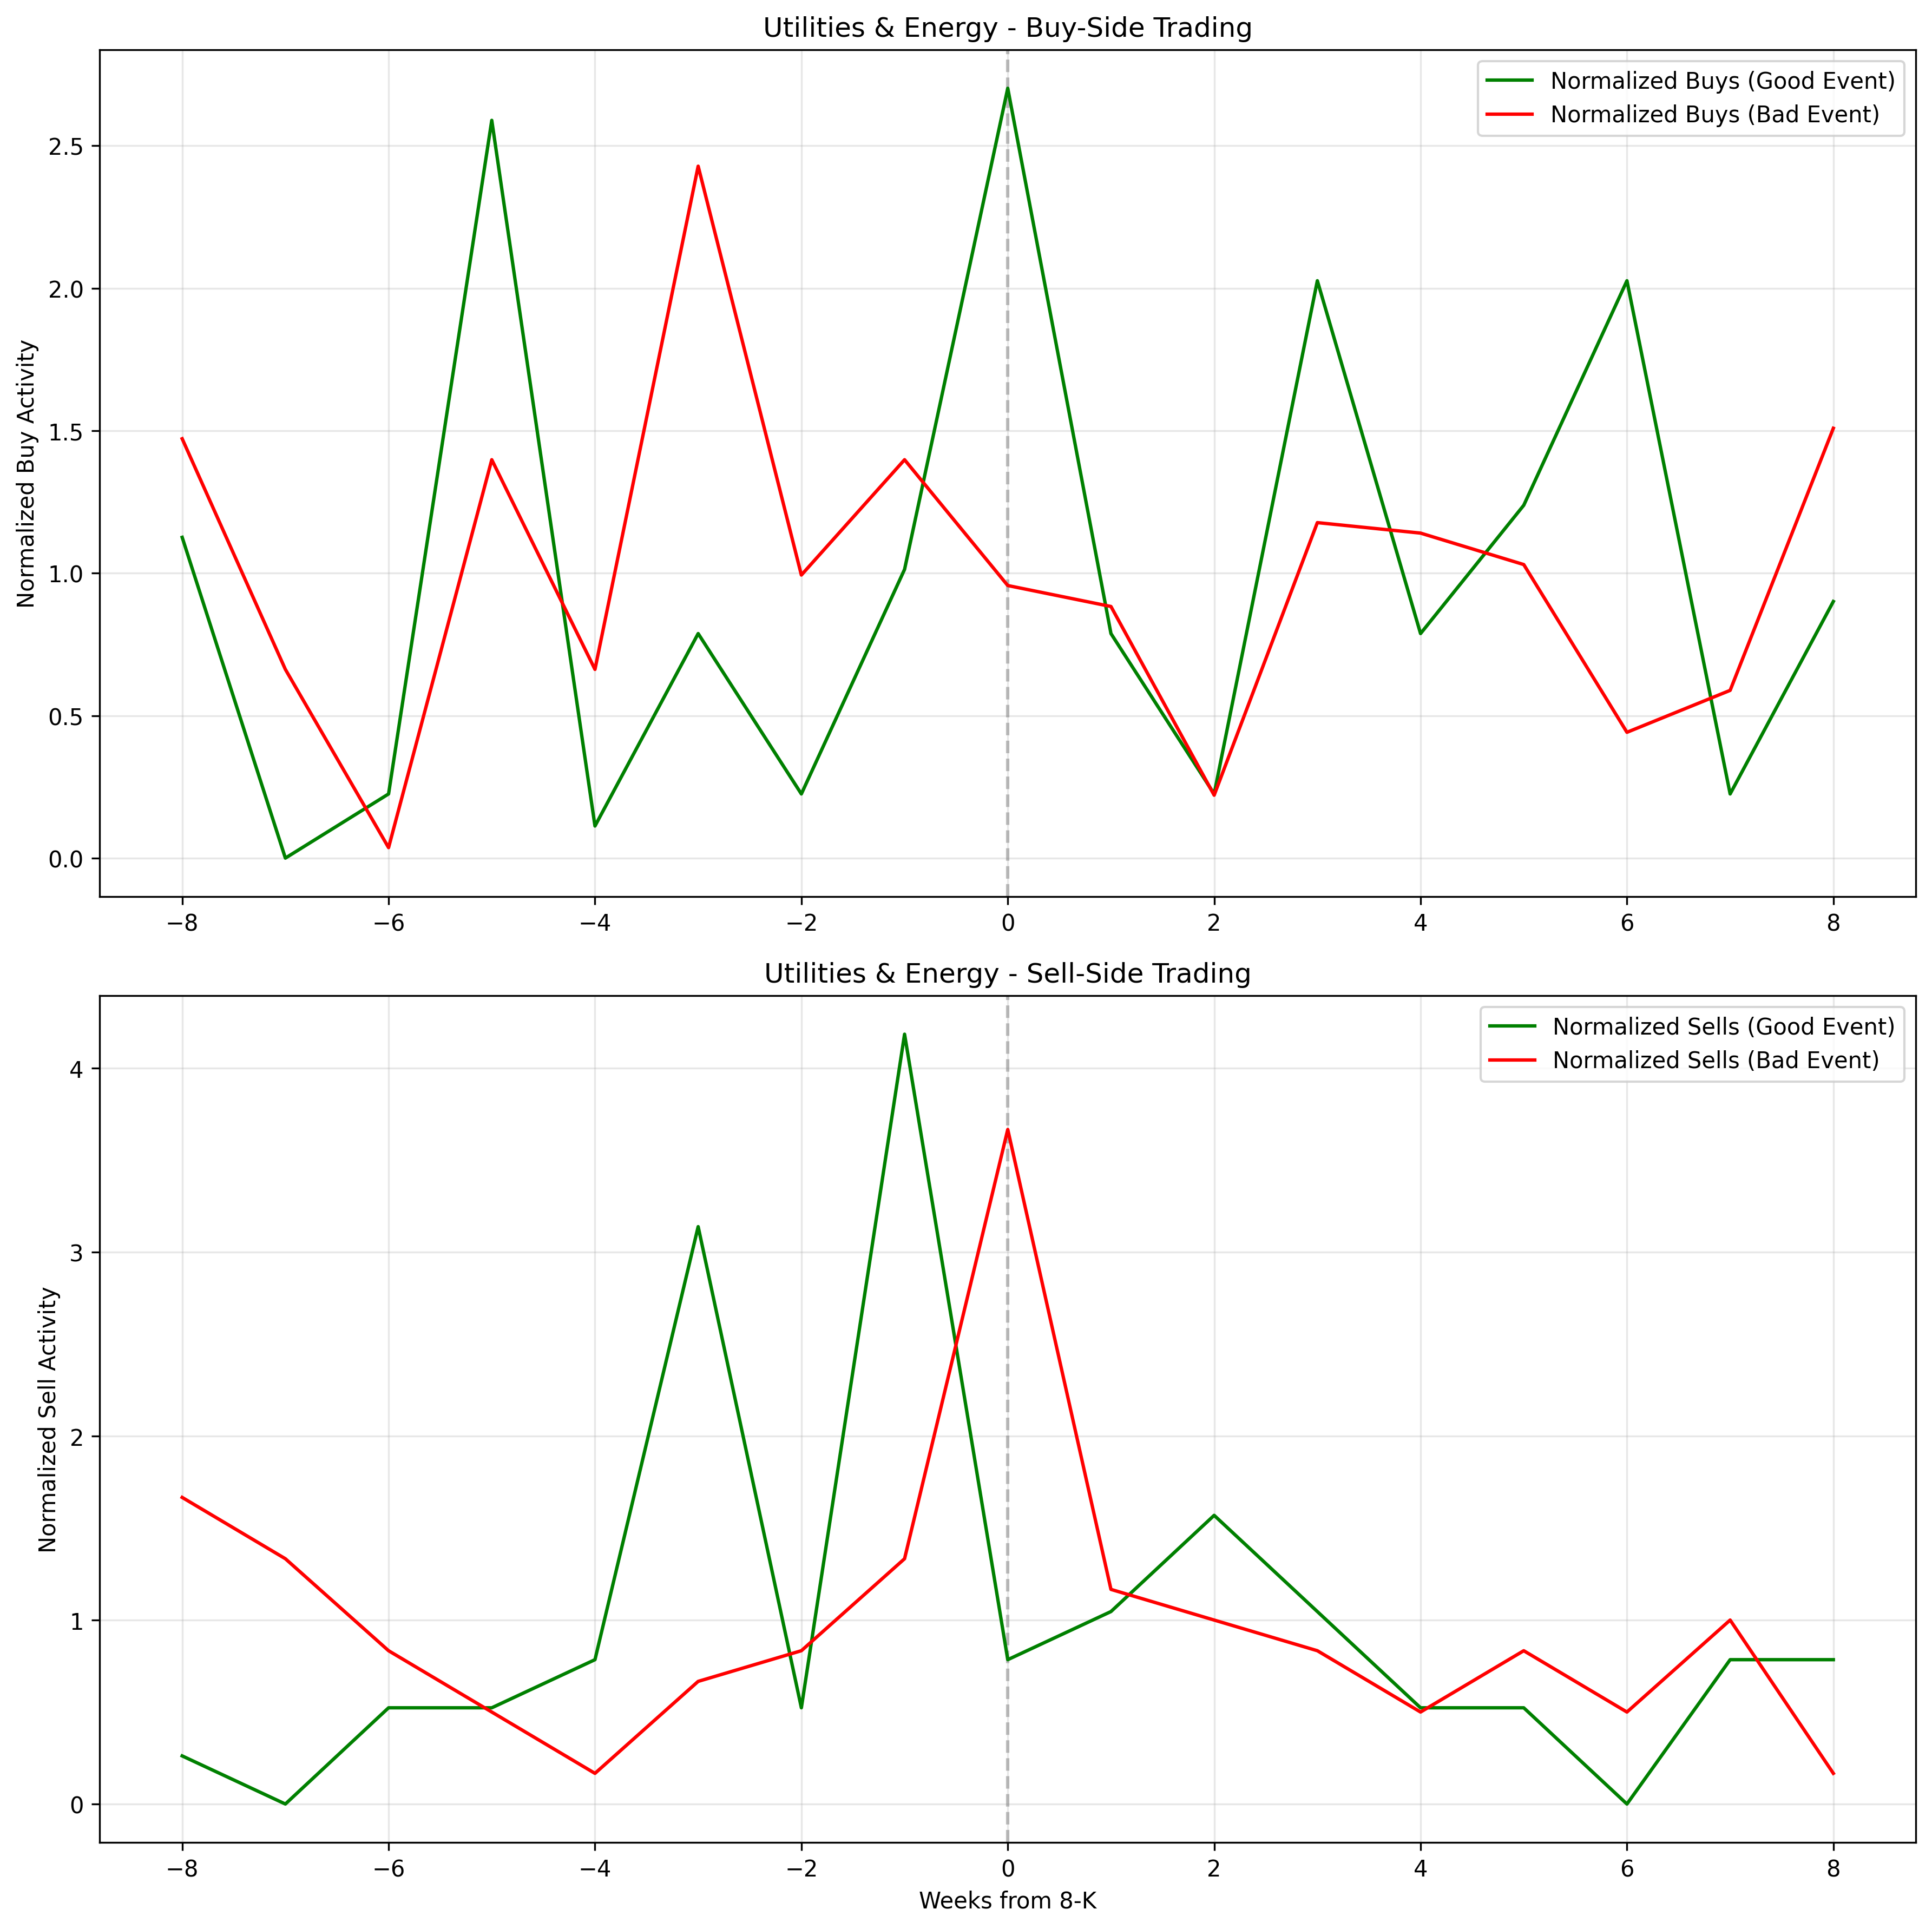 Utilities & Energy - Buy-Side Trading
Normalized Buys (Good Event)
Normalized Buys (Bad Event)
Normalized Buy Activity
2.5
2.0
1.5
1.0
0.5
0.0
−8 −6 −4 −2 0 2 4 6 8
Utilities & Energy - Sell-Side Trading
Normalized Sells (Good Event)
Normalized Sells (Bad Event)
Normalized Sell Activity
4
3
2
1
0
−8 −6 −4 −2 0 2 4 6 8
Weeks from 8-K